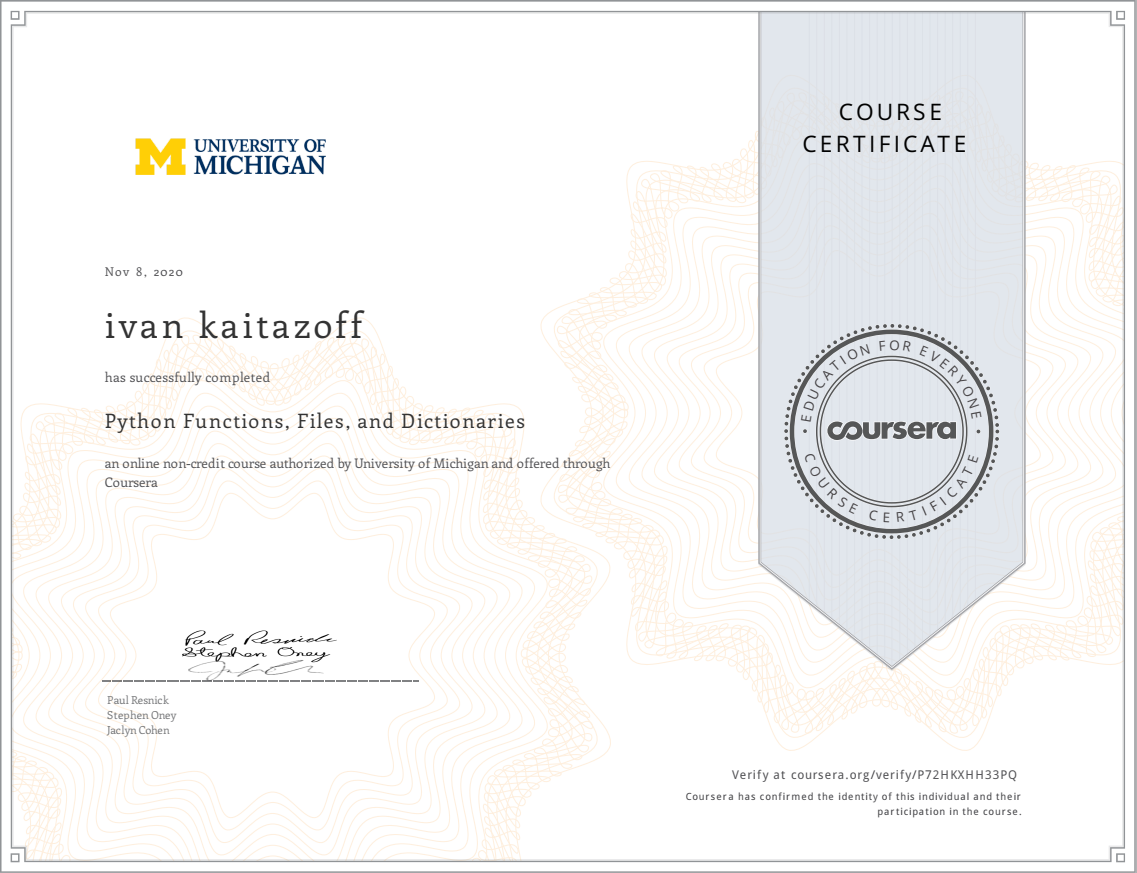 COURSE
CERTIFICATE
M UNIVERSITY OF
MICHIGAN
Nov 8, 2020
ivan kaitazoff
has successfully completed
Python Functions, Files, and Dictionaries
an online non-credit course authorized by University of Michigan and offered through
Coursera
EDUCATION FOR EVERYONE
coursera
COURSE CERTIFICATE
Paul Resnick
Stephen Oney
Paul Resnick
Stephen Oney
Jaclyn Cohen
Verify at coursera.org/verify/P72HKXHH33PQ
Coursera has confirmed the identity of this individual and their
participation in the course.